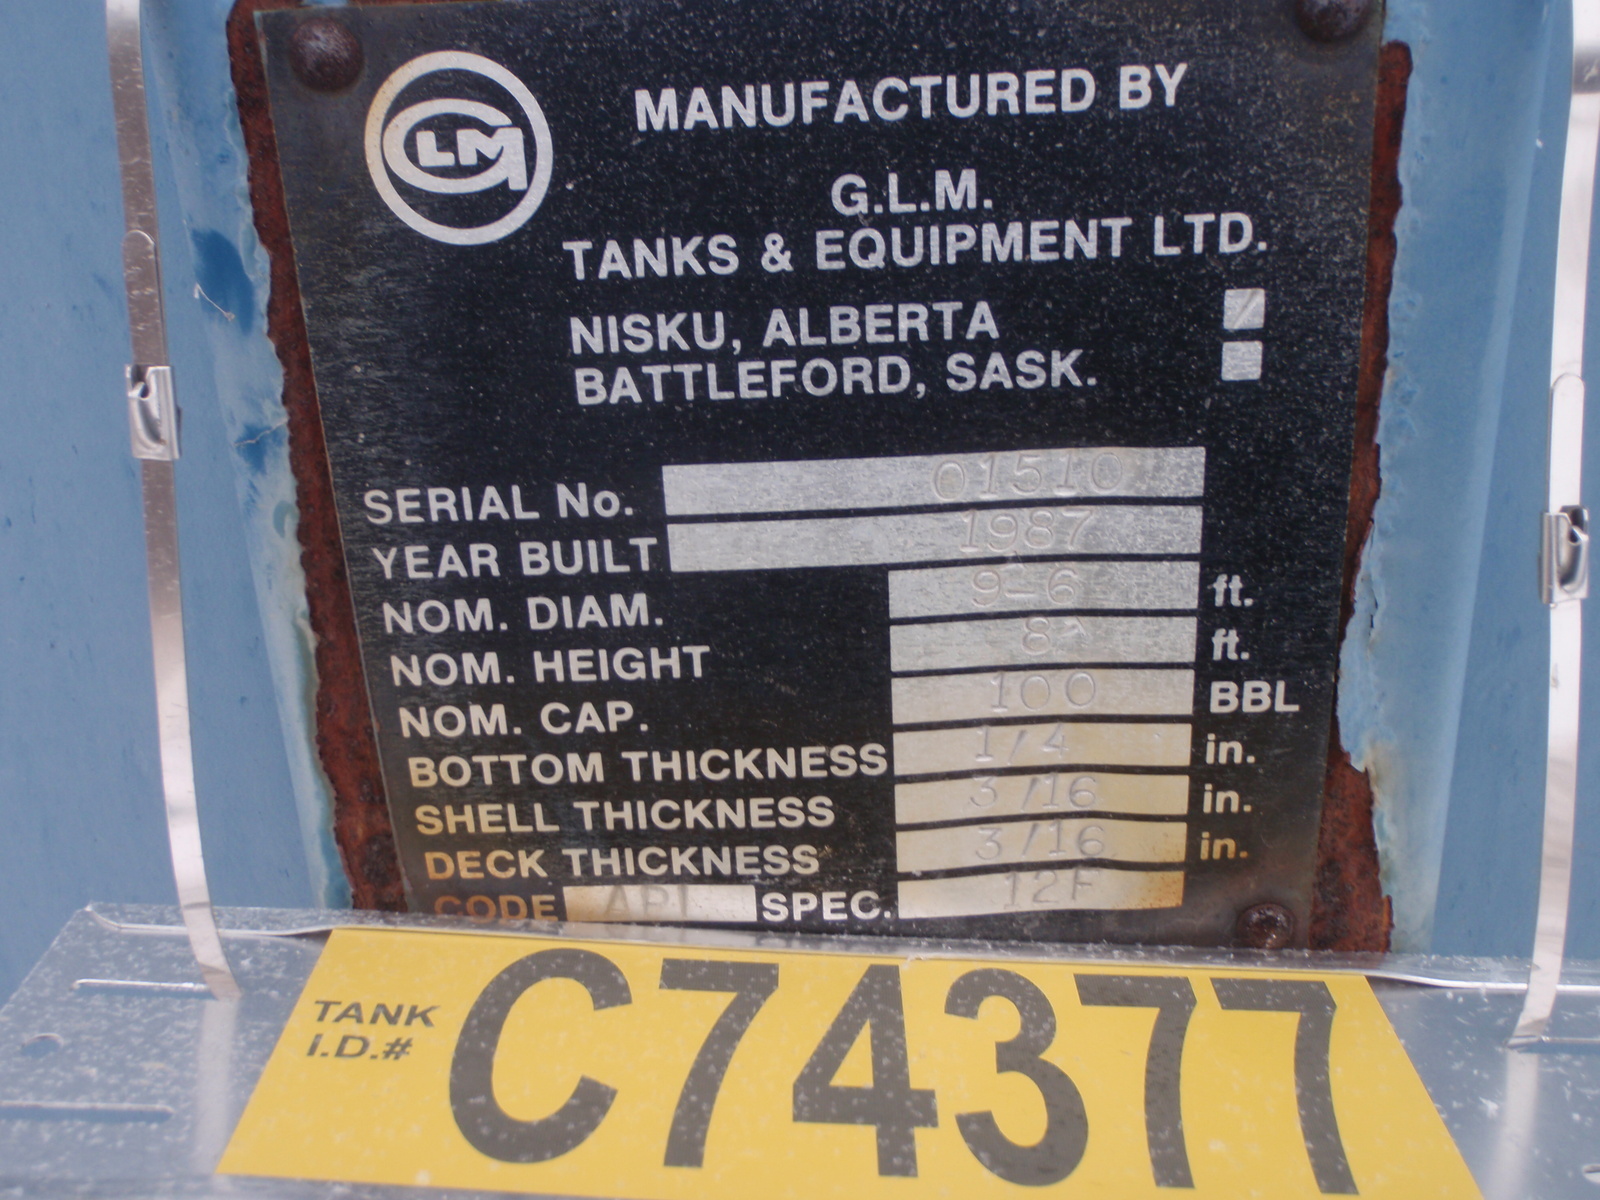 GLM
MANUFACTURED BY
G.L.M.
TANKS & EQUIPMENT LTD.
NISKU, ALBERTA
BATTLEFORD, SASK.
SERIAL No. 01510
YEAR BUILT 1987
NOM. DIAM. 9-6 ft.
NOM. HEIGHT 8' ft.
NOM. CAP. 100 BBL
BOTTOM THICKNESS 1/4 in.
SHELL THICKNESS 3/16 in.
DECK THICKNESS 3/16 in.
CODE API SPEC. 12F
TANK
I.D.#
C74377